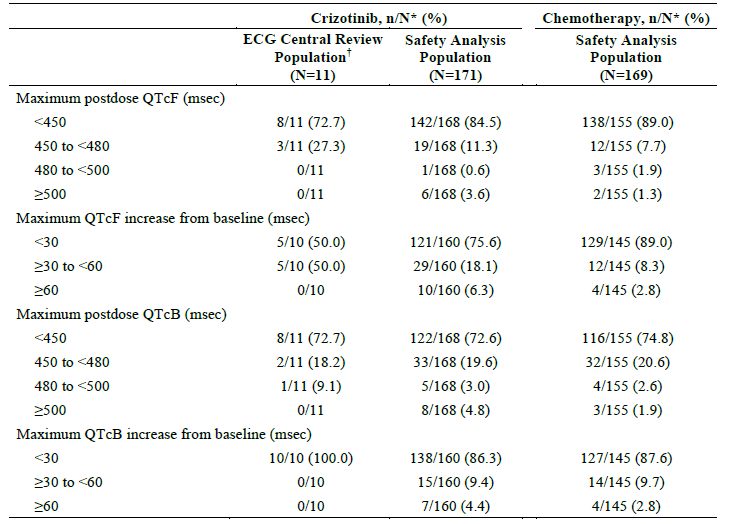 Crizotinib, n/N* (%) Chemotherapy, n/N* (%)
ECG Central Review Population† (N=11) Safety Analysis Population (N=171) Safety Analysis Population (N=169)
Maximum postdose QTcF (msec)
<450 8/11 (72.7) 142/168 (84.5) 138/155 (89.0)
450 to <480 3/11 (27.3) 19/168 (11.3) 12/155 (7.7)
480 to <500 0/11 1/168 (0.6) 3/155 (1.9)
≥500 0/11 6/168 (3.6) 2/155 (1.3)
Maximum QTcF increase from baseline (msec)
<30 5/10 (50.0) 121/160 (75.6) 129/145 (89.0)
≥30 to <60 5/10 (50.0) 29/160 (18.1) 12/145 (8.3)
≥60 0/10 10/160 (6.3) 4/145 (2.8)
Maximum postdose QTcB (msec)
<450 8/11 (72.7) 122/168 (72.6) 116/155 (74.8)
450 to <480 2/11 (18.2) 33/168 (19.6) 32/155 (20.6)
480 to <500 1/11 (9.1) 5/168 (3.0) 4/155 (2.6)
≥500 0/11 8/168 (4.8) 3/155 (1.9)
Maximum QTcB increase from baseline (msec)
<30 10/10 (100.0) 138/160 (86.3) 127/145 (87.6)
≥30 to <60 0/10 15/160 (9.4) 14/145 (9.7)
≥60 0/10 7/160 (4.4) 4/145 (2.8)